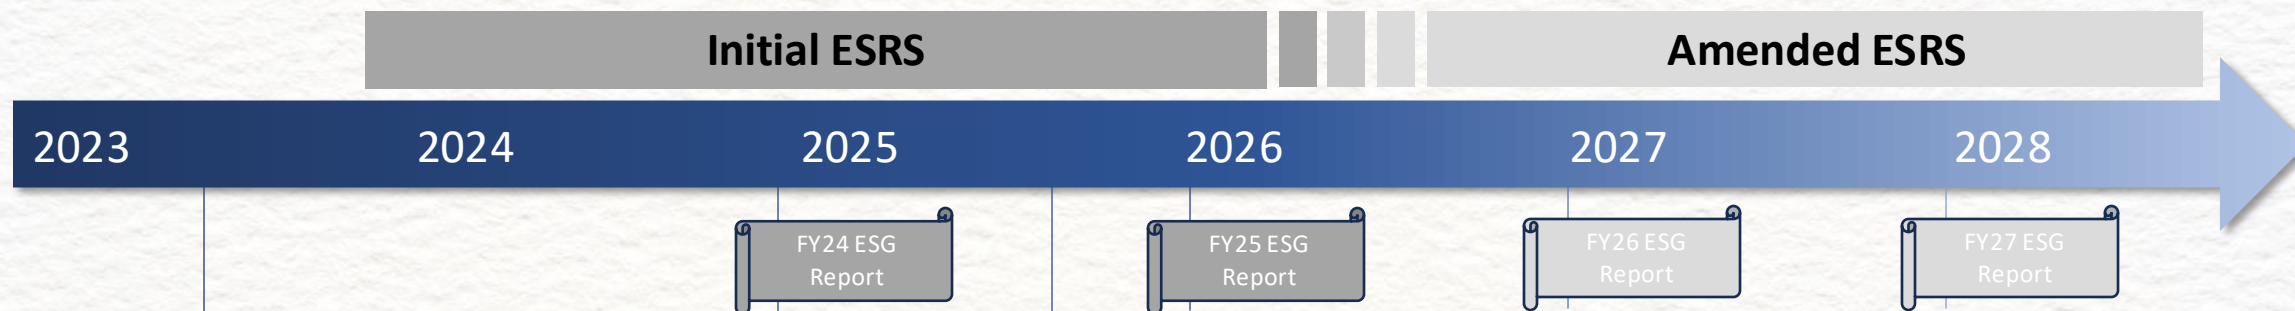 Initial ESRS
Amended ESRS
2023
2024
2025
2026
2027
2028
FY24 ESG
Report
FY25 ESG
Report
FY26 ESG
Report
FY27 ESG
Report